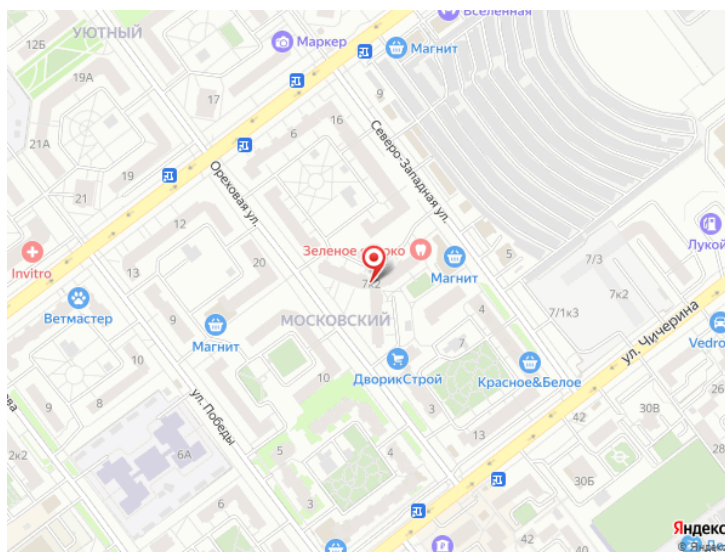 Вселенная
УЮТНЫЙ
12Б
Маркер
Магнит
19А
17
9
16
6
21А
Северо-Западная ул.
19
21
Ореховая ул.
12
Лукой
Invitro
20
Зеленое
5
7/3
Магнит
7к2
7к2
13
Ветмастер
МОСКОВСКИЙ
7/1к3
ул. Чичерина
Магнит
7
Vedro
10
ДворикСтрой
Красное&Белое
10
9
8
ул. Победы
3
42
30В
13
6А
5
2к2
3
4
42
30Б
Яндекс